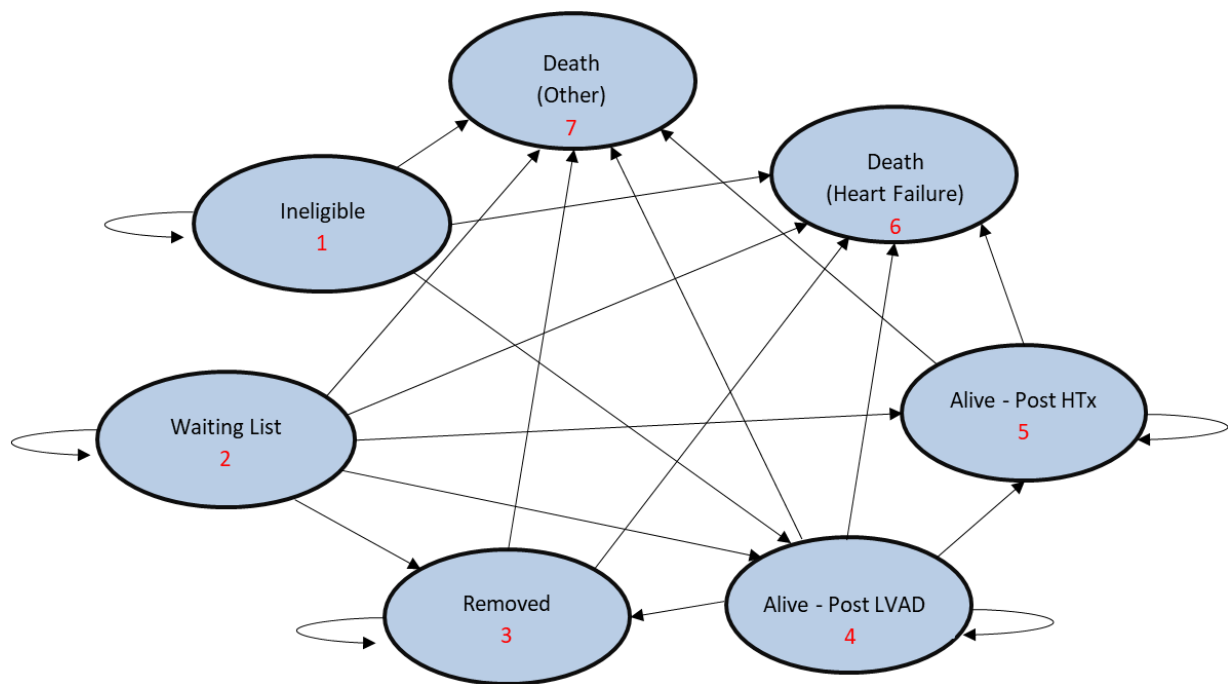 Death
(Other)
7
Death
(Heart Failure)
6
Ineligible
1
Alive - Post HTx
5
Waiting List
2
Removed
3
Alive - Post LVAD
4